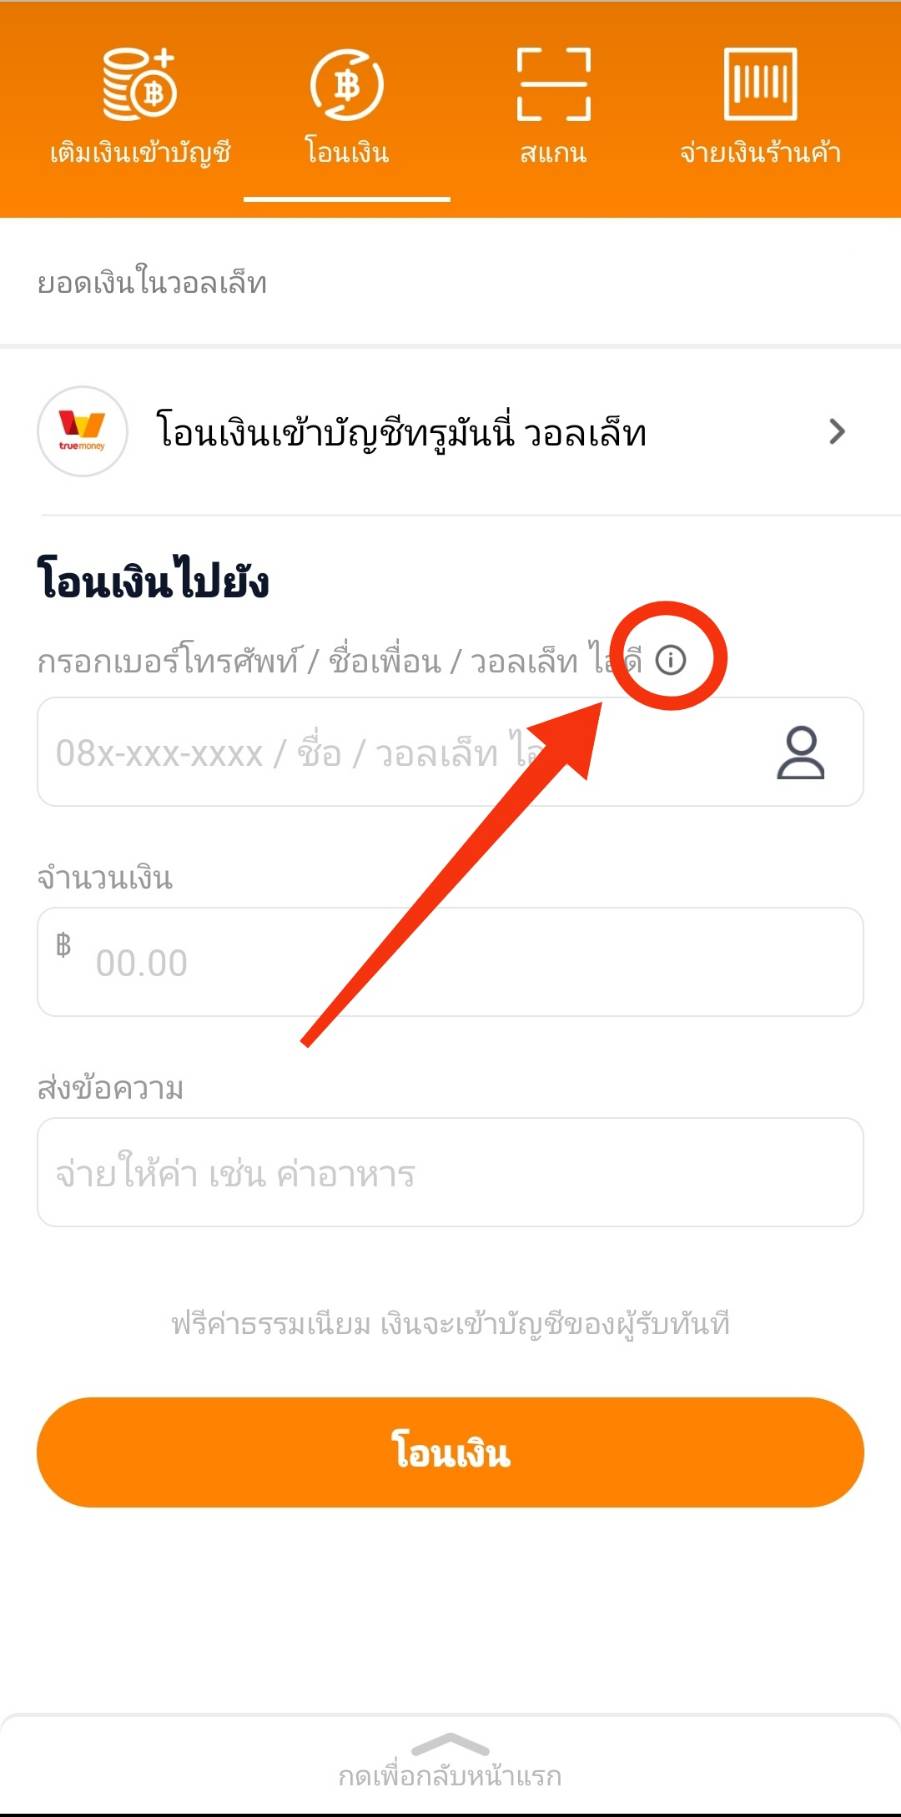 เติมเงินเข้าบัญชี
โอนเงิน
สแกน
จ่ายเงินร้านค้า
ยอดเงินในวอลเล็ท
truemoney
โอนเงินเข้าบัญชีทรูมันนี่ วอลเล็ท
โอนเงินไปยัง
กรอกเบอร์โทรศัพท์ / ชื่อเพื่อน / วอลเล็ท ไอดี
08x-xxx-xxxx / ชื่อ / วอลเล็ท
จำนวนเงิน
฿ 00.00
ส่งข้อความ
จ่ายให้ค่า เช่น ค่าอาหาร
ฟรีค่าธรรมเนียม เงินจะเข้าบัญชีของผู้รับทันที
โอนเงิน
กดเพื่อกลับหน้าแรก